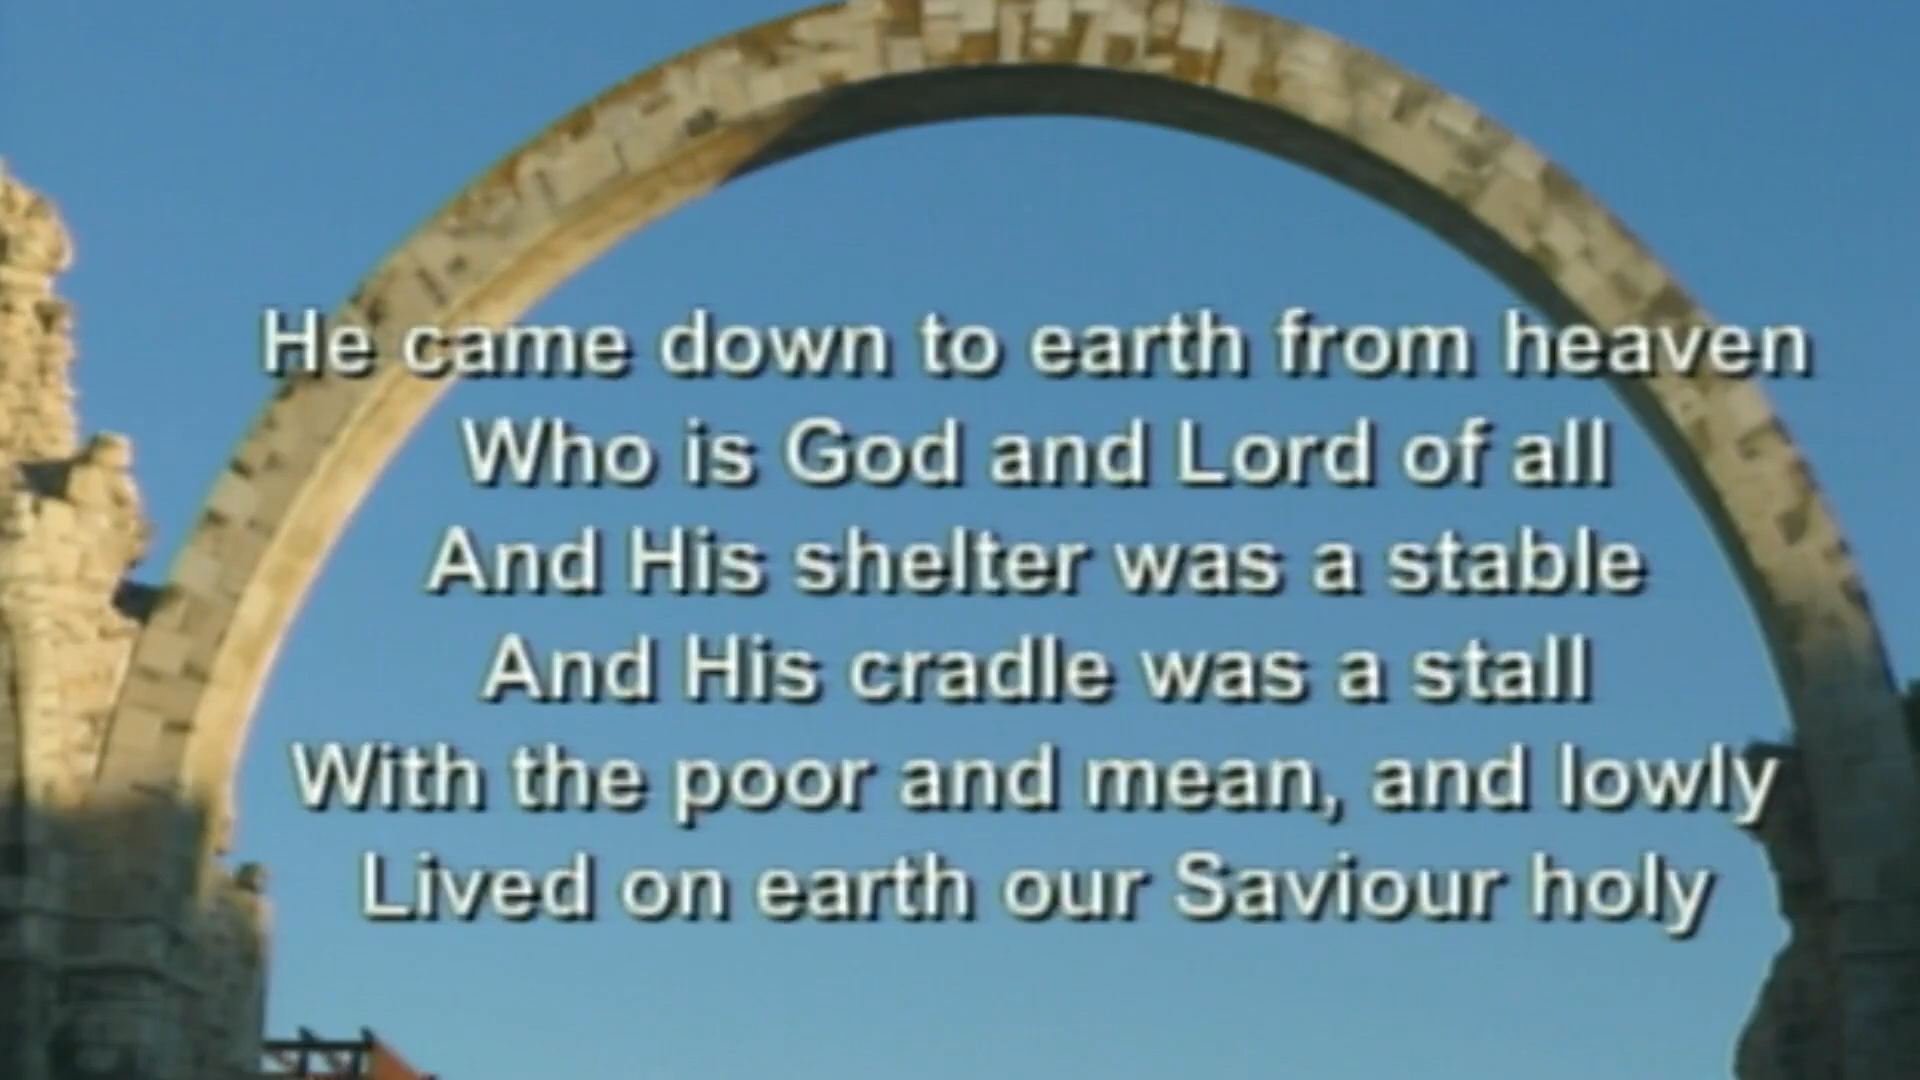 He came down to earth from heaven
Who is God and Lord of all
And His shelter was a stable
And His cradle was a stall
With the poor and mean, and lowly
Lived on earth our Saviour holy